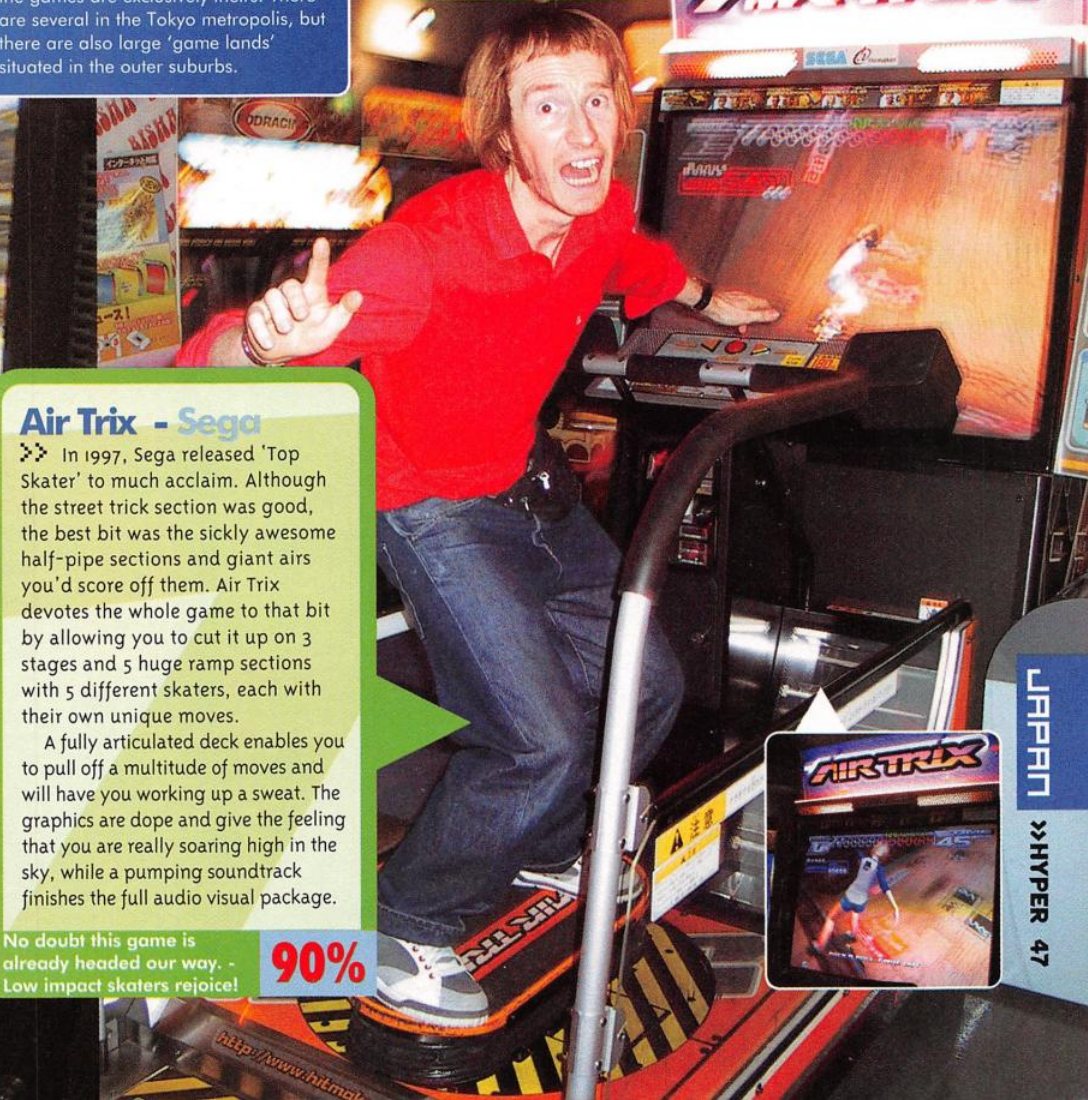 are several in the Tokyo metropolis, but
there are also large ‘game lands’
situated in the outer suburbs.
SEGA
Air Trix - Sega
>> In 1997, Sega released ‘Top
Skater’ to much acclaim. Although
the street trick section was good,
the best bit was the sickly awesome
half-pipe sections and giant airs
you’d score off them. Air Trix
devotes the whole game to that bit
by allowing you to cut it up on 3
stages and 5 huge ramp sections
with 5 different skaters, each with
their own unique moves.
A fully articulated deck enables you
to pull off a multitude of moves and
will have you working up a sweat. The
graphics are dope and give the feeling
that you are really soaring high in the
sky, while a pumping soundtrack
finishes the full audio visual package.
No doubt this game is
already headed our way. -
Low impact skaters rejoice!
90%
注意
AIR TRIX
AIR TRIX
http://www.hitma
JAPAN
>>HYPER 47